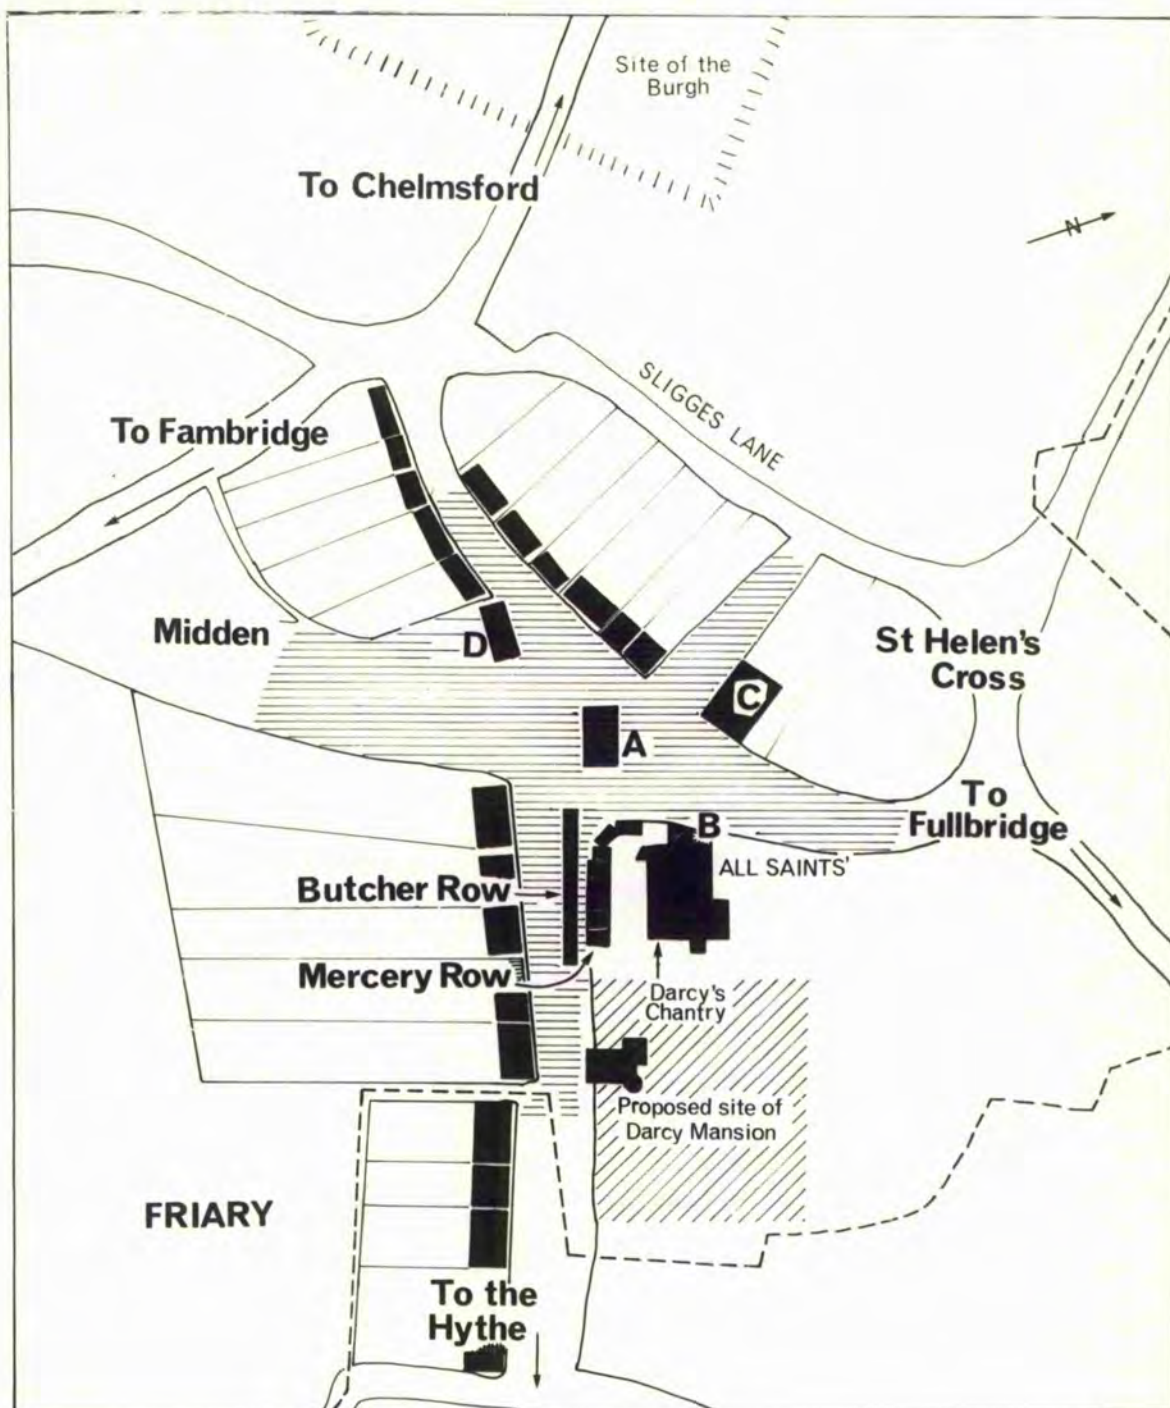 Site of the
Burgh
To Chelmsford
N
SLIGGES LANE
To Fambridge
Midden
D
St Helen's
Cross
C
A
To
Fullbridge
B
ALL SAINTS'
Butcher Row
Mercery Row
Darcy's
Chantry
Proposed site of
Darcy Mansion
FRIARY
To the
Hythe